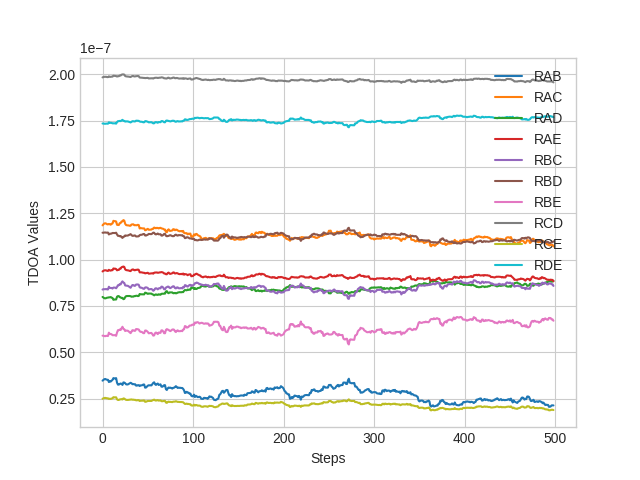 1e−7
2.00
1.75
1.50
1.25
1.00
0.75
0.50
0.25
TDOA Values
0 100 200 300 400 500
Steps
RAB
RAC
RAD
RAE
RBC
RBD
RBE
RCD
RCE
RDE